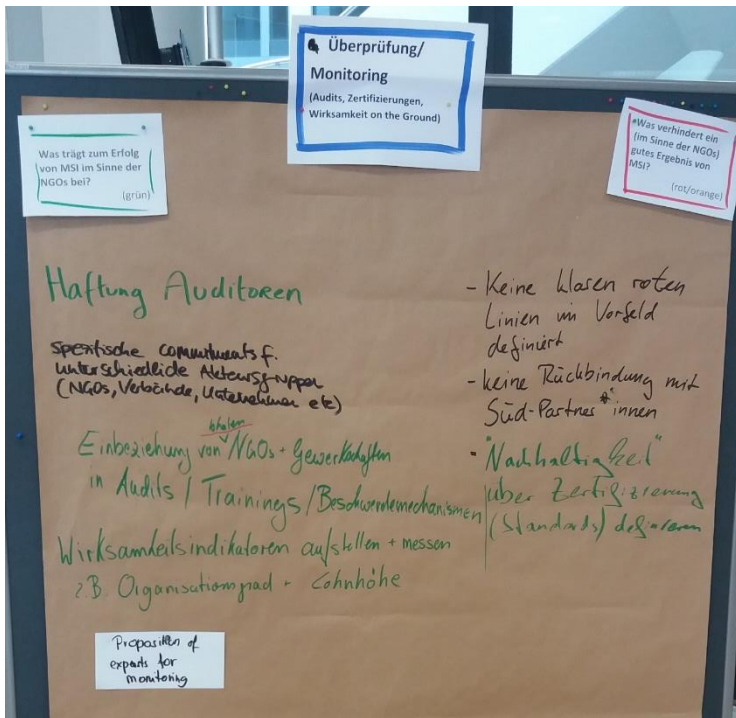 Überprüfung/
Monitoring
(Audits, Zertifizierungen,
Wirksamkeit on the Ground)
Was trägt zum Erfolg
von MSI im Sinne der
NGOs bei?
(grün)
Was verhindert ein
(im Sinne der NGOs)
gutes Ergebnis von
MSI?
(rot/orange)
Haftung Auditoren
Spezifische commitments f.
unterschiedliche Akteursgruppen
(NGOs, Verbände, Unternehmen etc)
lokalen
Einbeziehung von NGOs + Gewerkschaften
in Audits / Trainings / Beschwerdemechanismen
Wirksamkeitsindikatoren aufstellen + messen
z.B. Organisationsgrad + Lohnhöhe
Proposition of
experts for
monitoring
- Keine klaren roten
Linien im Vorfeld
definiert
- keine Rückbindung mit
Süd-Partner*innen
- "Nachhaltigkeit"
über Zertifizierung
(Standards) definieren